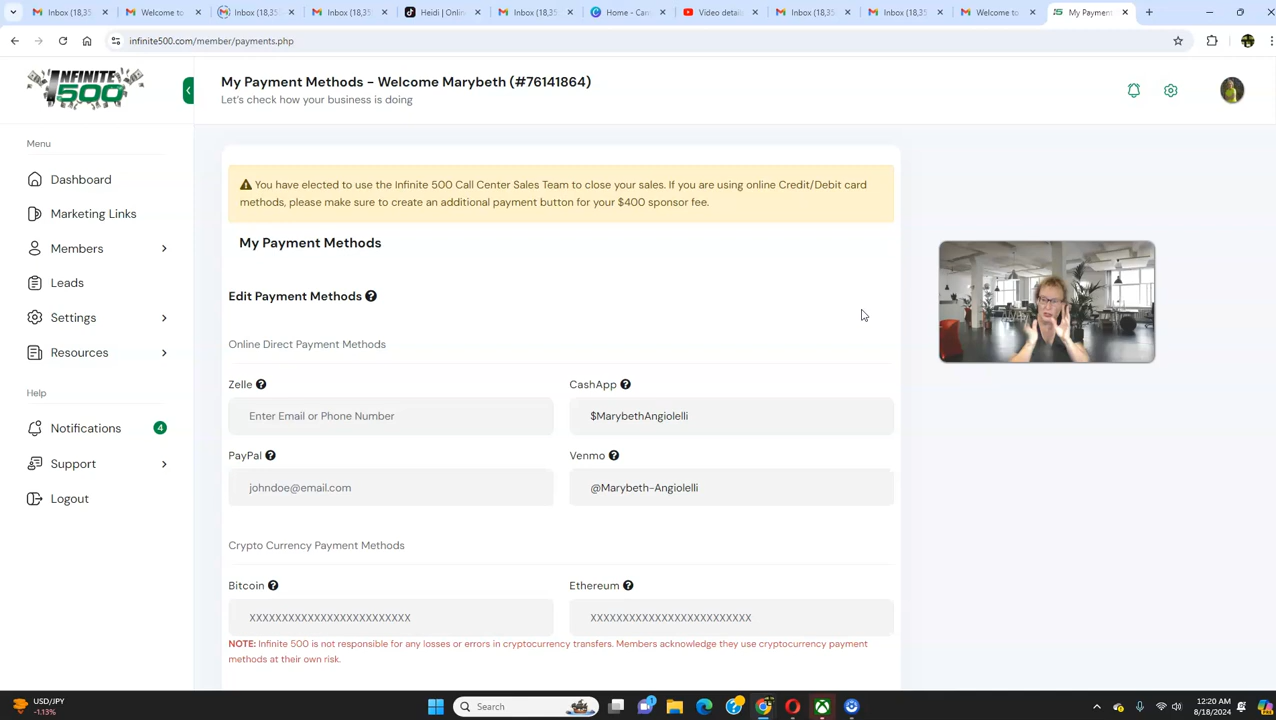 Inbox (18,35
Welcome to
Inbox (18,35
Inbox (18,35
Heidi | Onlin
Inbox (18,35
Home - Can
Video details
Inbox (18,35
Inbox (18,35
Welcome to
My Payment
infinite500.com/member/payments.php
INFINITE
500
My Payment Methods - Welcome Marybeth (#76141864)
Let's check how your business is doing
Menu
Dashboard
Marketing Links
Members
Leads
Settings
Resources
Help
Notifications 4
Support
Logout
You have elected to use the Infinite 500 Call Center Sales Team to close your sales. If you are using online Credit/Debit card
methods, please make sure to create an additional payment button for your $400 sponsor fee.
My Payment Methods
Edit Payment Methods
Online Direct Payment Methods
Zelle
CashApp
Enter Email or Phone Number
$MarybethAngiolelli
PayPal
Venmo
johndoe@email.com
@Marybeth-Angiolelli
Crypto Currency Payment Methods
Bitcoin
Ethereum
XXXXXXXXXXXXXXXXXXXXXXXXX
XXXXXXXXXXXXXXXXXXXXXXXXX
NOTE: Infinite 500 is not responsible for any losses or errors in cryptocurrency transfers. Members acknowledge they use cryptocurrency payment
methods at their own risk.
USD/JPY
-1.13%
Search
1
12:20 AM
8/18/2024